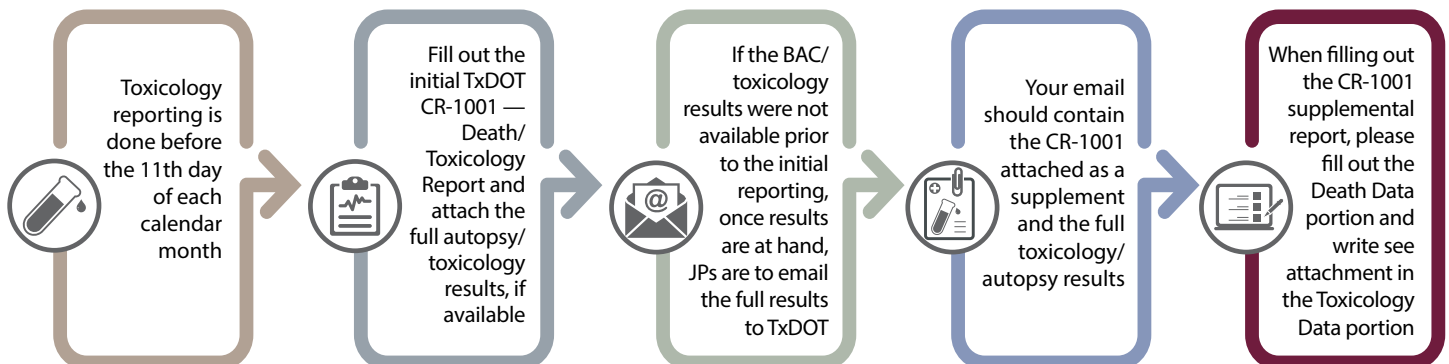 Toxicology
reporting is
done before
the 11th day
of each
calendar
month
Fill out the
initial TxDOT
CR-1001 —
Death/
Toxicology
Report and
attach the
full autopsy/
toxicology
results, if
available
@
If the BAC/
toxicology
results were not
available prior
to the initial
reporting,
once results
are at hand,
JPs are to email
the full results
to TxDOT
Your email
should contain
the CR-1001
attached as a
supplement
and the full
toxicology/
autopsy results
When filling out
the CR-1001
supplemental
report, please
fill out the
Death Data
portion and
write see
attachment in
the Toxicology
Data portion